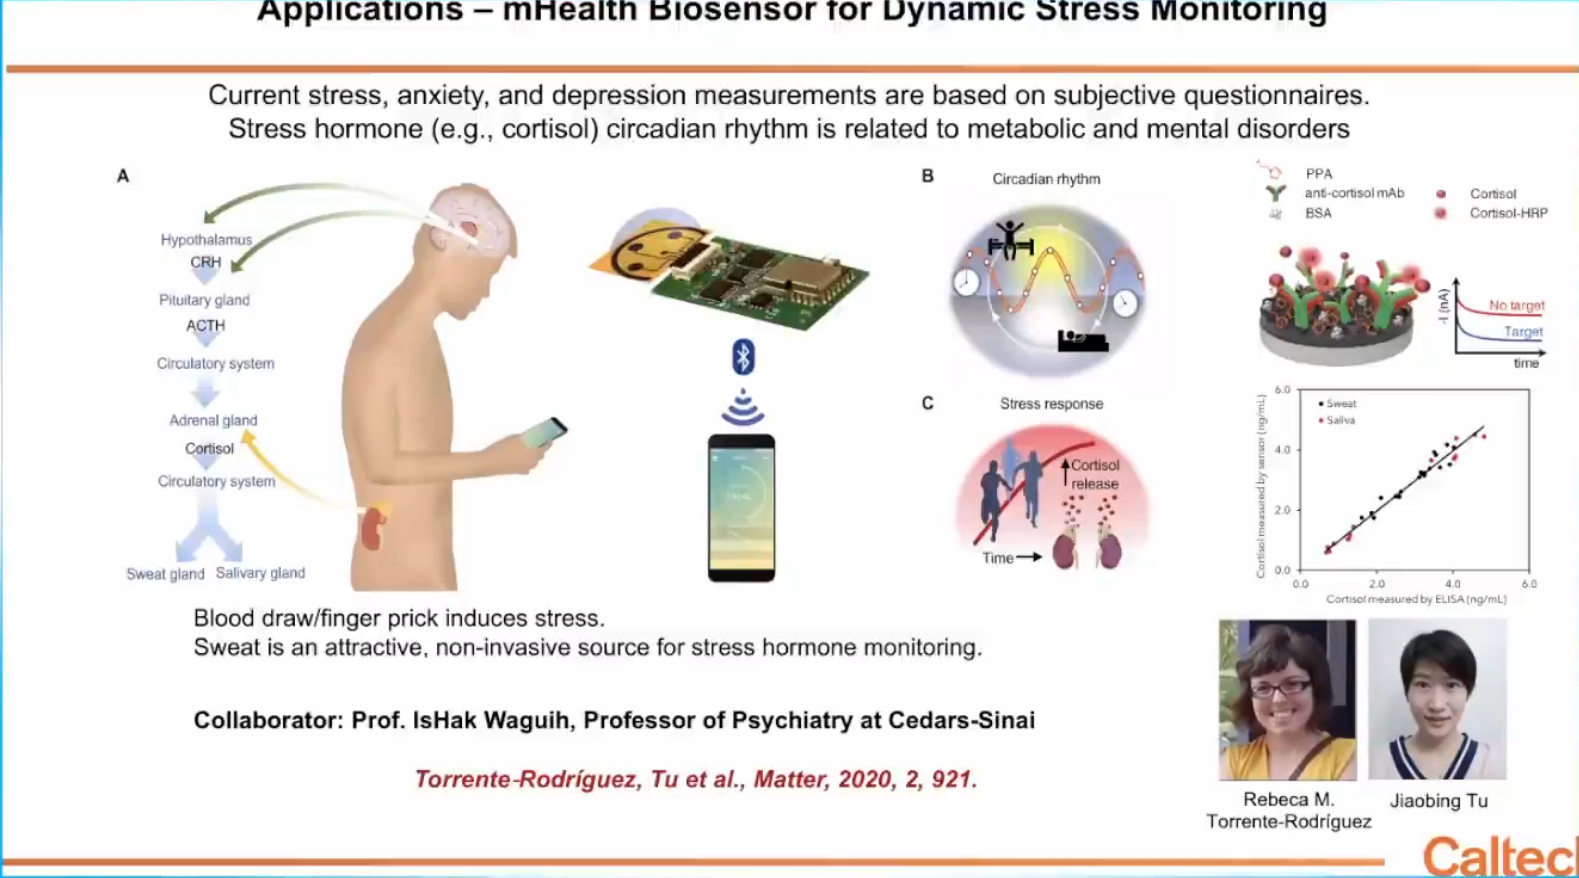 Applications – mHealth Biosensor for Dynamic Stress Monitoring
Current stress, anxiety, and depression measurements are based on subjective questionnaires.
Stress hormone (e.g., cortisol) circadian rhythm is related to metabolic and mental disorders
A
Hypothalamus
CRH
Pituitary gland
ACTH
Circulatory system
Adrenal gland
Cortisol
Circulatory system
Sweat gland
Salivary gland
B
Circadian rhythm
C
Stress response
Cortisol
release
Time
PPA
anti-cortisol mAb
BSA
Cortisol
Cortisol-HRP
-I (nA)
No target
Target
time
Cortisol measured by sensor (ng/mL)
6.0
4.0
2.0
0.0
Sweat
Saliva
0.0 2.0 4.0 6.0
Cortisol measured by ELISA (ng/mL)
Blood draw/finger prick induces stress.
Sweat is an attractive, non-invasive source for stress hormone monitoring.
Collaborator: Prof. IsHak Waguih, Professor of Psychiatry at Cedars-Sinai
Torrente-Rodríguez, Tu et al., Matter, 2020, 2, 921.
Rebeca M.
Torrente-Rodríguez
Jiaobing Tu
Caltec